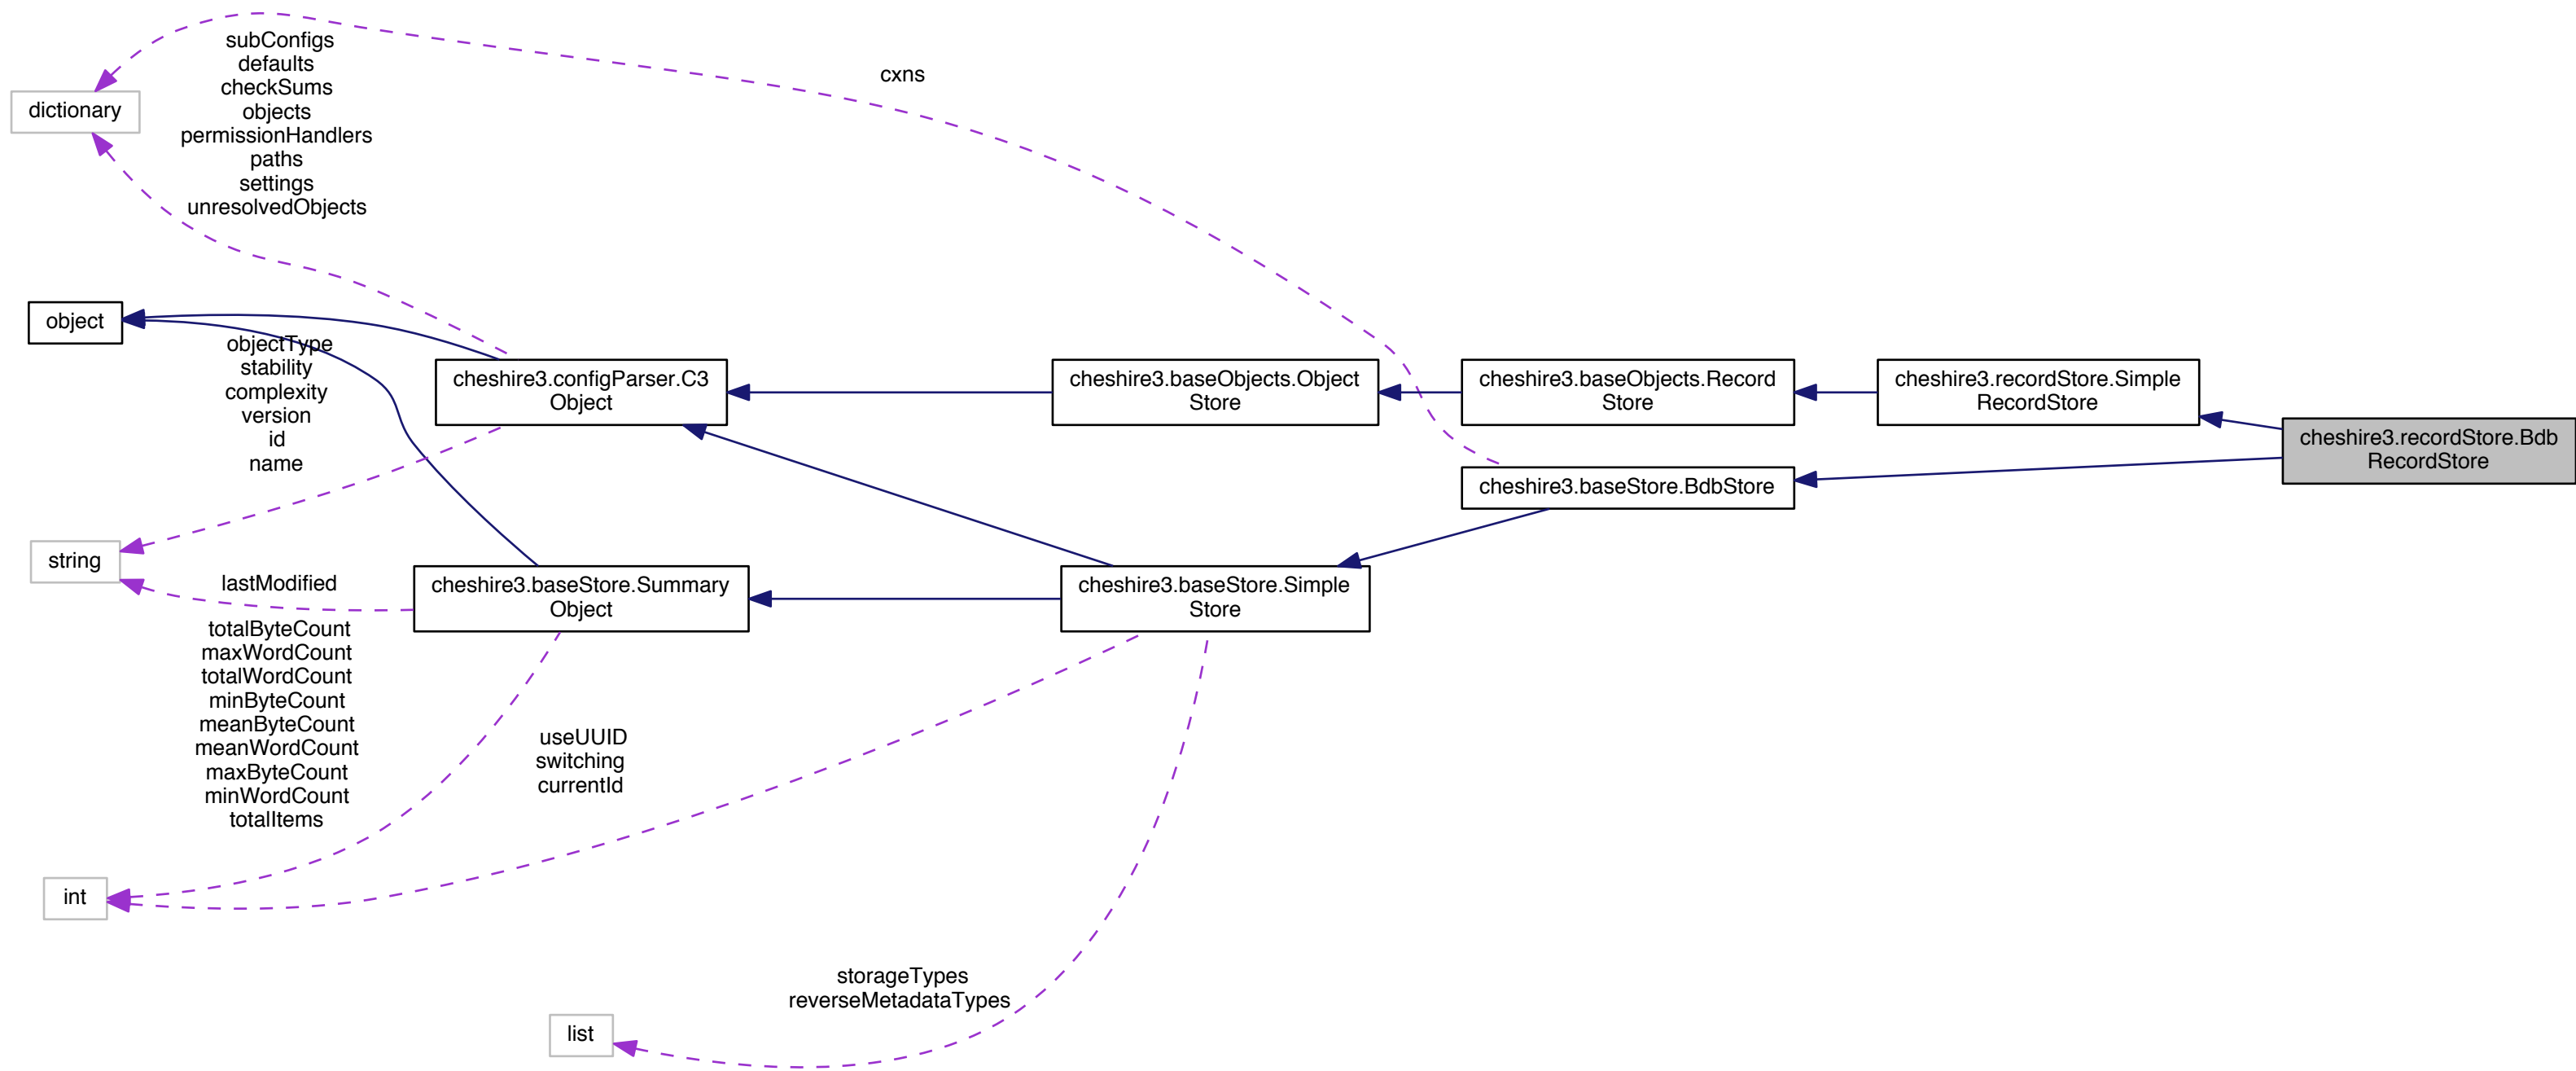 cxns
subConfigs
defaults
checkSums
objects
permissionHandlers
paths
settings
unresolvedObjects
dictionary
object
objectType
stability
complexity
version
id
name
cheshire3.configParser.C3
Object
cheshire3.baseObjects.Object
Store
cheshire3.baseObjects.Record
Store
cheshire3.recordStore.Simple
RecordStore
cheshire3.recordStore.Bdb
RecordStore
cheshire3.baseStore.BdbStore
string
lastModified
cheshire3.baseStore.Summary
Object
cheshire3.baseStore.Simple
Store
totalByteCount
maxWordCount
totalWordCount
minByteCount
meanByteCount
meanWordCount
maxByteCount
minWordCount
totalItems
useUUID
switching
currentId
int
storageTypes
reverseMetadataTypes
list